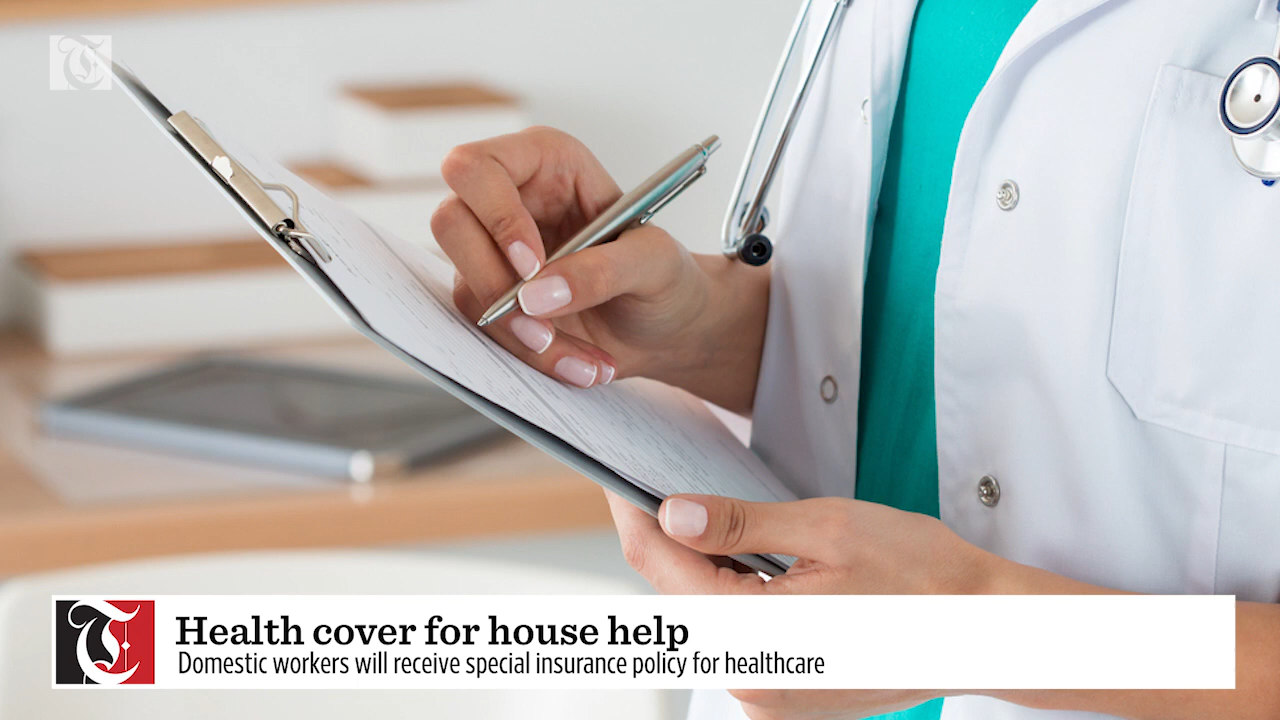 T
Health cover for house help
T
Domestic workers will receive special insurance policy for healthcare